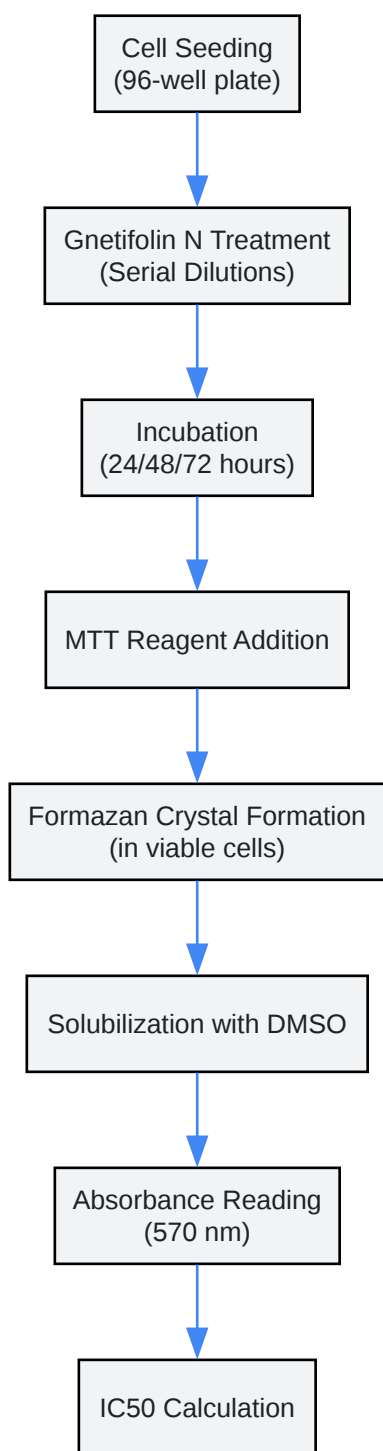 Cell Seeding
(96-well plate)
Gnetifolin N Treatment
(Serial Dilutions)
Incubation
(24/48/72 hours)
MTT Reagent Addition
Formazan Crystal Formation
(in viable cells)
Solubilization with DMSO
Absorbance Reading
(570 nm)
IC50 Calculation